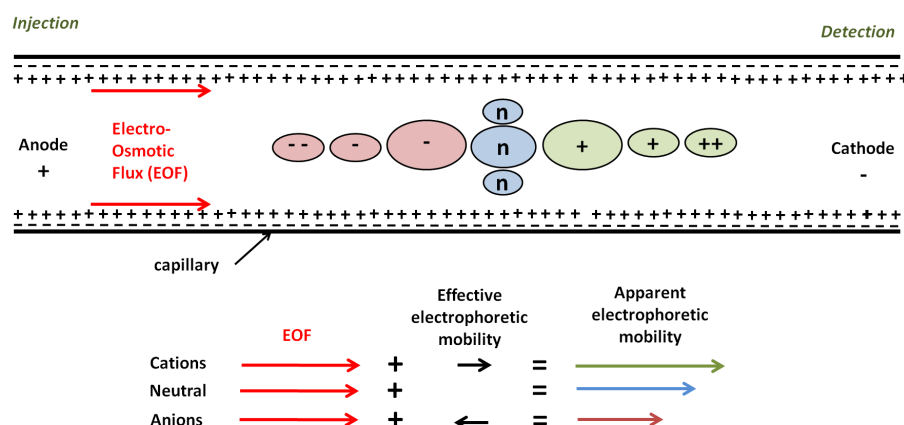 Injection
Detection
- - - - - - - - - - - - - - - - - - - - - - - - - - - - - - - - - - - - - - - - - - - - - - - - - -
+ + + + + + + + + + + + + + + + + + + + + + + + + + + + + + + + + + + + + + + + + + + + + + + + + +
Anode
+
Electro-
Osmotic
Flux (EOF)
- - - - n n n + + ++
Cathode
-
+ + + + + + + + + + + + + + + + + + + + + + + + + + + + + + + + + + + + + + + + + + + + + + + + + +
- - - - - - - - - - - - - - - - - - - - - - - - - - - - - - - - - - - - - - - - - - - - - - - - - -
capillary
EOF
Effective
electrophoretic
mobility
Apparent
electrophoretic
mobility
Cations + =
Neutral + =
Anions + =